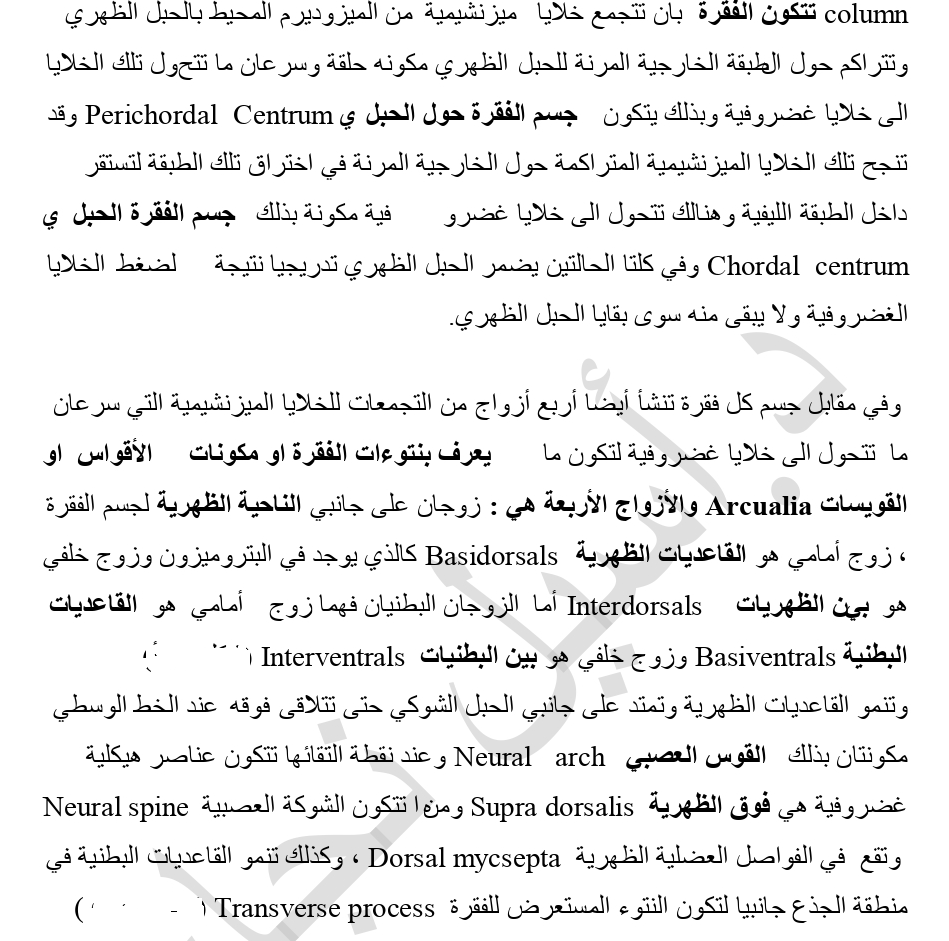 column تتكون الفقرة بان تتجمع خلايا ميزنشيمية من الميزوديرم المحيط بالحبل الظهري
وتتراكم حول الطبقة الخارجية المرنة للحبل الظهري مكونه حلقة وسرعان ما تتحول تلك الخلايا
الى خلايا غضروفية وبذلك يتكون جسم الفقرة حول الحبل ي Perichordal Centrum وقد
تنجح تلك الخلايا الميزنشيمية المتراكمة حول الخارجية المرنة في اختراق تلك الطبقة لتستقر
داخل الطبقة الليفية وهنالك تتحول الى خلايا غضرو فية مكونة بذلك جسم الفقرة الحبل ي
Chordal centrum وفي كلتا الحالتين يضمر الحبل الظهري تدريجيا نتيجة لضغط الخلايا
الغضروفية ولا يبقى منه سوى بقايا الحبل الظهري.
وفي مقابل جسم كل فقرة تنشأ أيضا أربع أزواج من التجمعات للخلايا الميزنشيمية التي سرعان
ما تتحول الى خلايا غضروفية لتكون ما يعرف بنتوءات الفقرة او مكونات الأقواس او
القويسات Arcualia والأزواج الأربعة هي : زوجان على جانبي الناحية الظهرية لجسم الفقرة
، زوج أمامي هو القاعديات الظهرية Basidorsals كالذي يوجد في البتروميزون وزوج خلفي
هو بين الظهريات Interdorsals أما الزوجان البطنيان فهما زوج أمامي هو القاعديات
البطنية Basiventrals وزوج خلفي هو بين البطنيات Interventrals
وتنمو القاعديات الظهرية وتمتد على جانبي الحبل الشوكي حتى تتلاقى فوقه عند الخط الوسطي
مكونتان بذلك القوس العصبي Neural arch وعند نقطة التقائها تتكون عناصر هيكلية
غضروفية هي فوق الظهرية Supra dorsalis تتكون الشوكة العصبية Neural spine
وتقع في الفواصل العضلية الظهرية Dorsal mycsepta ، وكذلك تنمو القاعديات البطنية في
منطقة الجذع جانبيا لتكون النتوء المستعرض للفقرة Transverse process